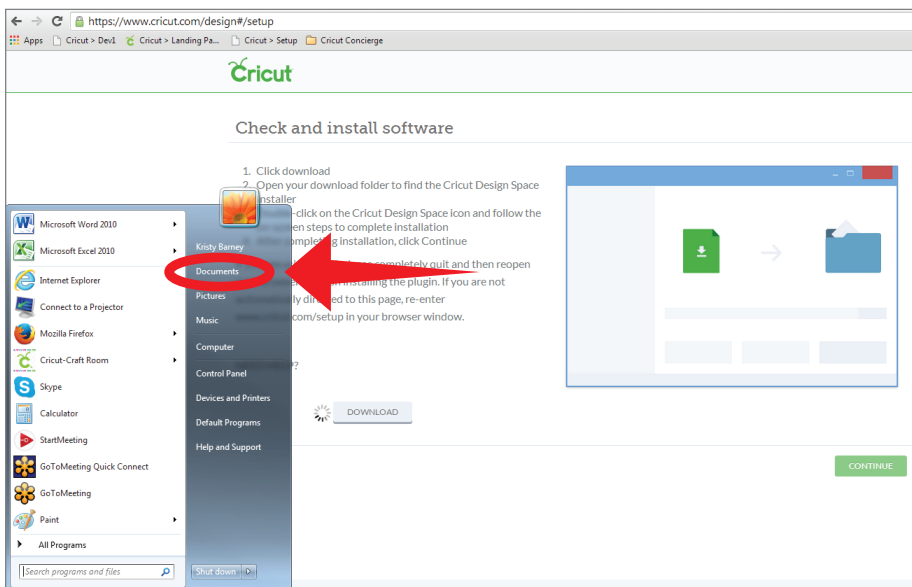 https://www.cricut.com/design#/setup
Apps Cricut > Dev1 Cricut > Landing Pa... Cricut > Setup Cricut Concierge
Cricut
Check and install software
1. Click download
2. Open your download folder to find the Cricut Design Space
installer
-click on the Cricut Design Space icon and follow the
steps to complete installation
installation, click Continue
completely quit and then reopen
installing the plugin. If you are not
to this page, re-enter
.com/setup in your browser window.
DOWNLOAD
CONTINUE
Microsoft Word 2010
Microsoft Excel 2010
Internet Explorer
Connect to a Projector
Mozilla Firefox
Cricut-Craft Room
Skype
Calculator
StartMeeting
GoToMeeting Quick Connect
GoToMeeting
Paint
All Programs
Search programs and files
Kristy Barney
Documents
Pictures
Music
Computer
Control Panel
Devices and Printers
Default Programs
Help and Support
Shut down